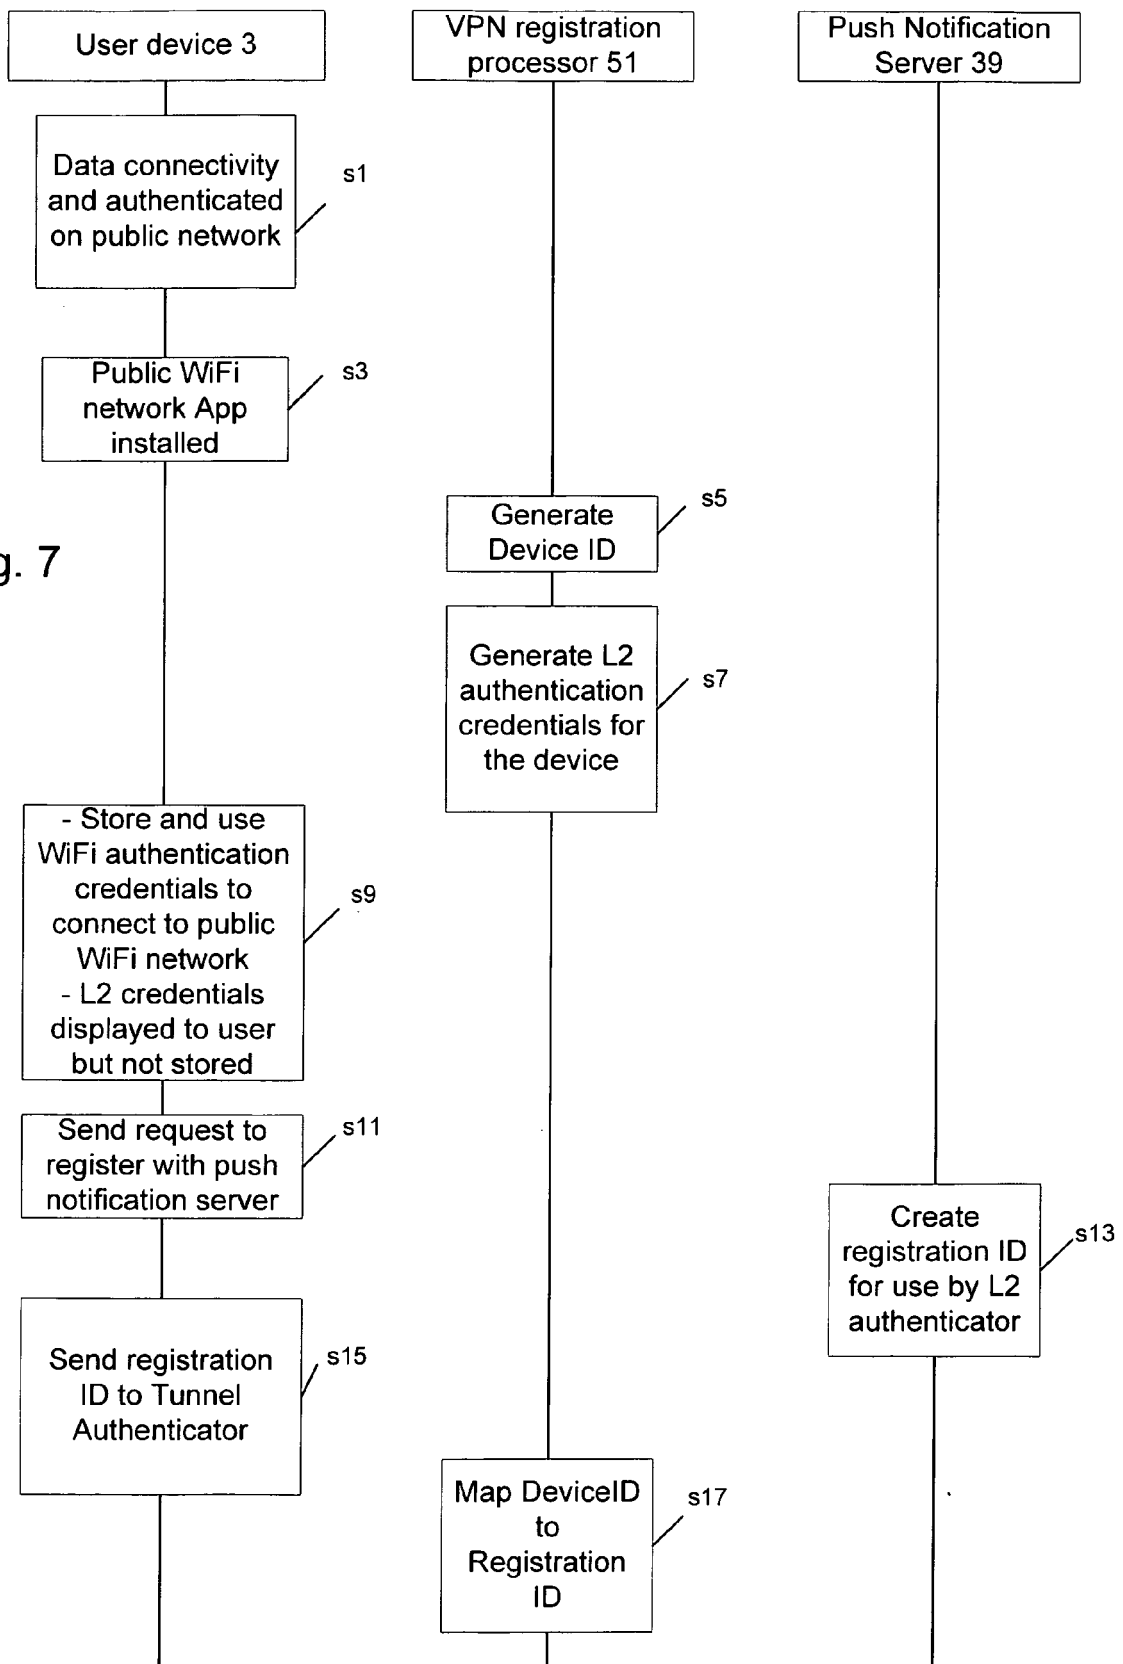 User device 3
VPN registration
processor 51
Push Notification
Server 39
Data connectivity
and authenticated
on public network
s1
Public WiFi
network App
installed
s3
Generate
Device ID
s5
g. 7
Generate L2
authentication
credentials for
the device
s7
- Store and use
WiFi authentication
credentials to
connect to public
WiFi network
- L2 credentials
displayed to user
but not stored
s9
Send request to
register with push
notification server
s11
Create
registration ID
for use by L2
authenticator
s13
Send registration
ID to Tunnel
Authenticator
s15
Map DeviceID
to
Registration
ID
s17